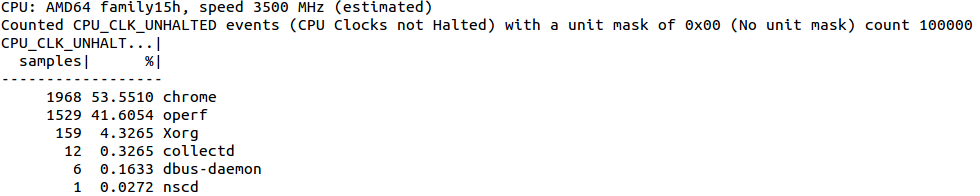 CPU: AMD64 family15h, speed 3500 MHz (estimated)
Counted CPU_CLK_UNHALTED events (CPU Clocks not Halted) with a unit mask of 0x00 (No unit mask) count 100000
CPU_CLK_UNHALT...|
  samples|      %|
------------------
     1968 53.5510 chrome
     1529 41.6054 operf
      159  4.3265 Xorg
       12  0.3265 collectd
        6  0.1633 dbus-daemon
        1  0.0272 nscd